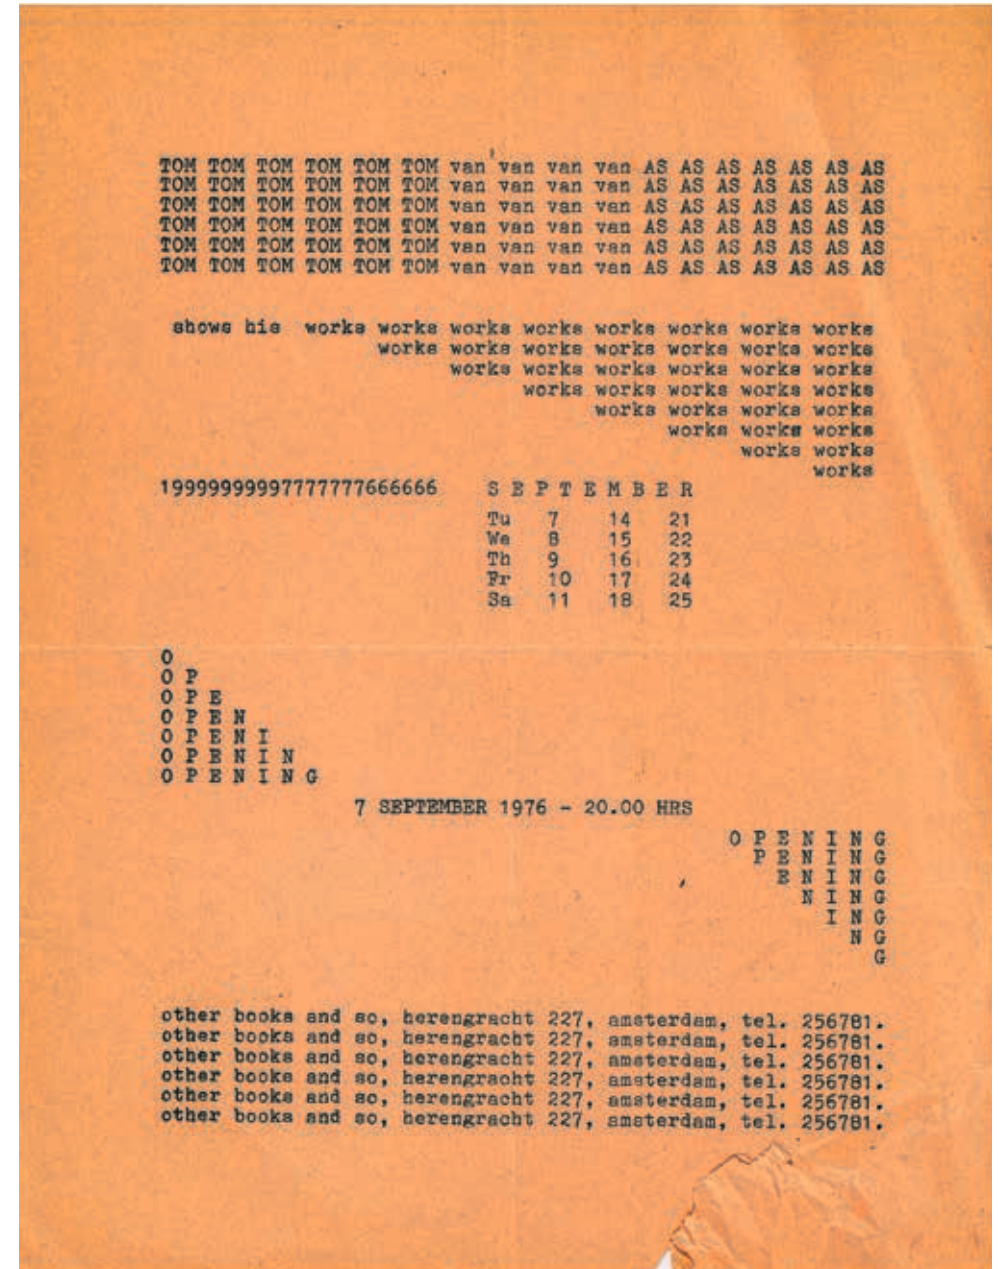 TOM TOM TOM TOM TOM TOM van van van van AS AS AS AS AS AS AS
TOM TOM TOM TOM TOM TOM van van van van AS AS AS AS AS AS AS
TOM TOM TOM TOM TOM TOM van van van van AS AS AS AS AS AS AS
TOM TOM TOM TOM TOM TOM van van van van AS AS AS AS AS AS AS
TOM TOM TOM TOM TOM TOM van van van van AS AS AS AS AS AS AS
TOM TOM TOM TOM TOM TOM van van van van AS AS AS AS AS AS AS
shows his works works works works works works works works
works works works works works works works
works works works works works works
works works works works works
works works works works
works works works
works works
works
19999999997777777666666
S E P T E M B E R
Tu 7 14 21
We 8 15 22
Th 9 16 23
Fr 10 17 24
Sa 11 18 25
O
O P
O P E
O P E N
O P E N I
O P E N I N
O P E N I N G
7 SEPTEMBER 1976 - 20.00 HRS
O P E N I N G
P E N I N G
E N I N G
N I N G
I N G
N G
G
other books and so, herengracht 227, amsterdam, tel. 256781.
other books and so, herengracht 227, amsterdam, tel. 256781.
other books and so, herengracht 227, amsterdam, tel. 256781.
other books and so, herengracht 227, amsterdam, tel. 256781.
other books and so, herengracht 227, amsterdam, tel. 256781.
other books and so, herengracht 227, amsterdam, tel. 256781.